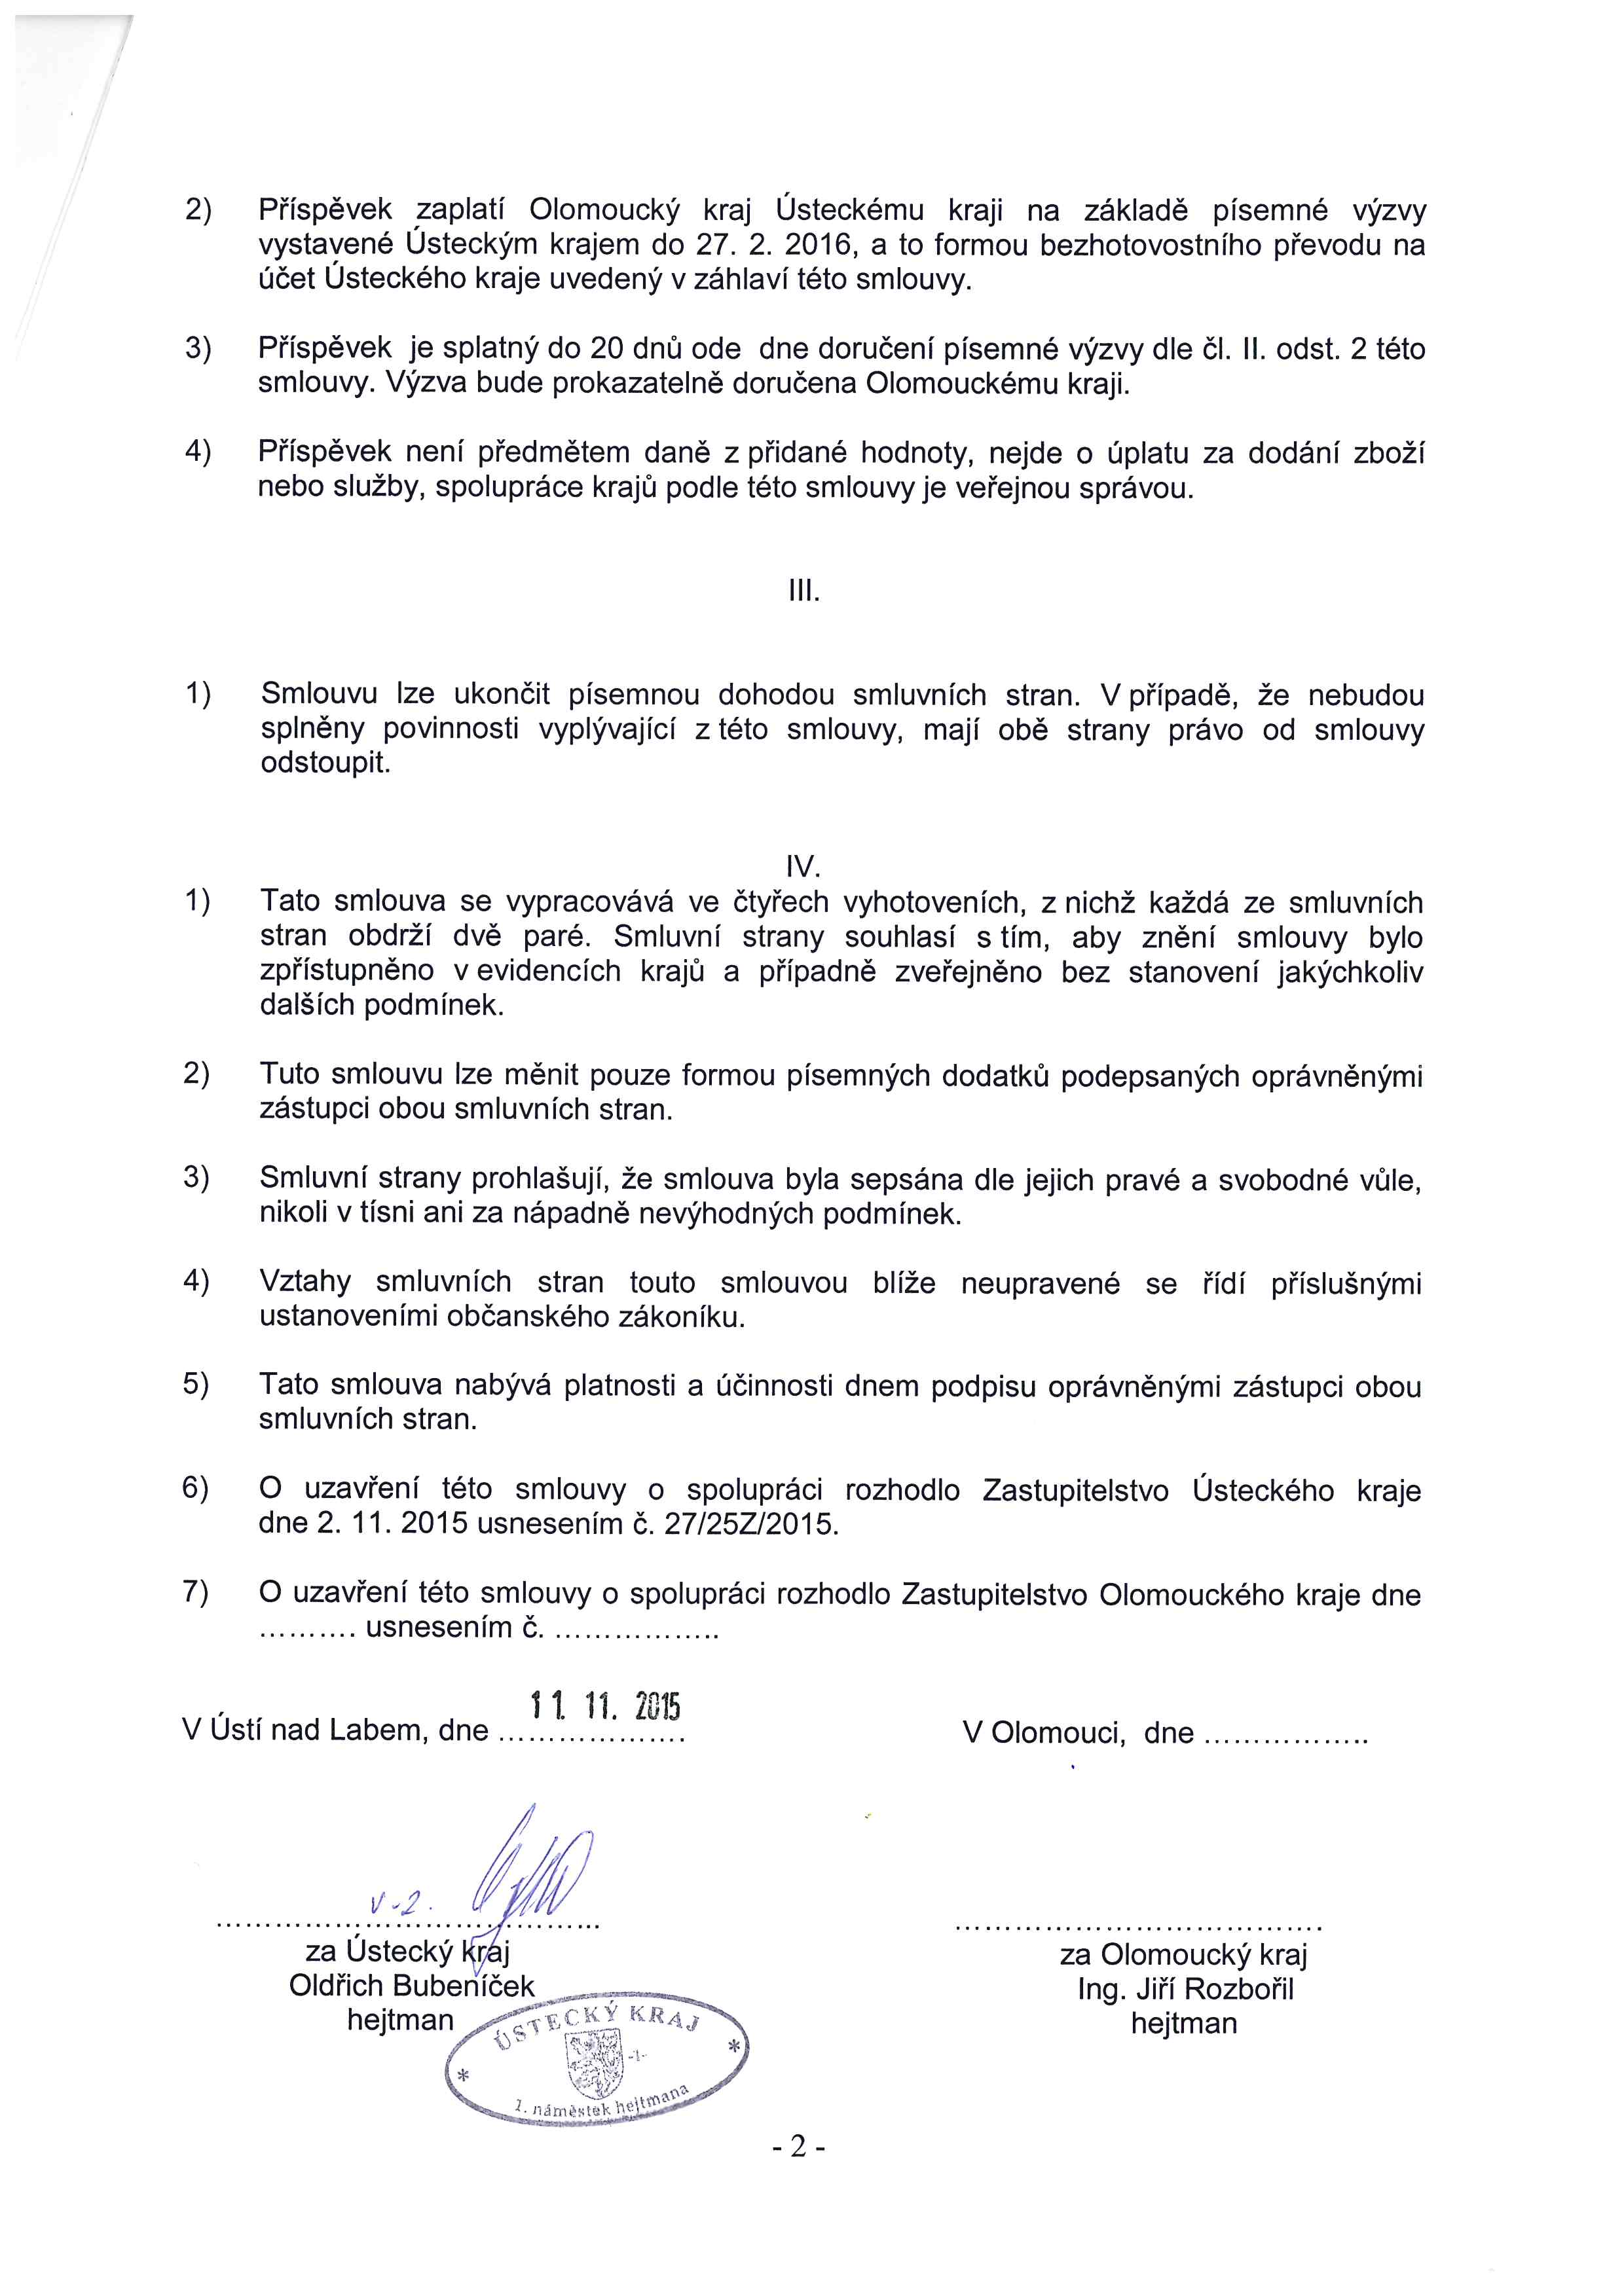 2) Příspěvek zaplatí Olomoucký kraj Ústeckému kraji na základě písemné výzvy
vystavené Ústeckým krajem do 27. 2. 2016, a to formou bezhotovostního převodu na
účet Ústeckého kraje uvedený v záhlaví této smlouvy.
3) Příspěvek je splatný do 20 dnů ode dne doručení písemné výzvy dle čl. II. odst. 2 této
smlouvy. Výzva bude prokazatelně doručena Olomouckému kraji.
4) Příspěvek není předmětem daně z přidané hodnoty, nejde o úplatu za dodání zboží
nebo služby, spolupráce krajů podle této smlouvy je veřejnou správou.
III.
1) Smlouvu lze ukončit písemnou dohodou smluvních stran. V případě, že nebudou
splněny povinnosti vyplývající z této smlouvy, mají obě strany právo od smlouvy
odstoupit.
IV.
1) Tato smlouva se vypracovává ve čtyřech vyhotoveních, z nichž každá ze smluvních
stran obdrží dvě paré. Smluvní strany souhlasí s tím, aby znění smlouvy bylo
zpřístupněno v evidencích krajů a případně zveřejněno bez stanovení jakýchkoliv
dalších podmínek.
2) Tuto smlouvu lze měnit pouze formou písemných dodatků podepsaných oprávněnými
zástupci obou smluvních stran.
3) Smluvní strany prohlašují, že smlouva byla sepsána dle jejich pravé a svobodné vůle,
nikoli v tísni ani za nápadně nevýhodných podmínek.
4) Vztahy smluvních stran touto smlouvou blíže neupravené se řídí příslušnými
ustanoveními občanského zákoníku.
5) Tato smlouva nabývá platnosti a účinnosti dnem podpisu oprávněnými zástupci obou
smluvních stran.
6) O uzavření této smlouvy o spolupráci rozhodlo Zastupitelstvo Ústeckého kraje
dne 2. 11. 2015 usnesením č. 27/25Z/2015.
7) O uzavření této smlouvy o spolupráci rozhodlo Zastupitelstvo Olomouckého kraje dne
.......... usnesením č. .................
11. 11. 2015
V Ústí nad Labem, dne ................... V Olomouci, dne .................
v.z.
za Ústecký kraj
Oldřich Bubeníček
hejtman
za Olomoucký kraj
Ing. Jiří Rozbořil
hejtman
* ÚSTECKÝ KRAJ *
-1-
1. náměstek hejtmana
- 2 -